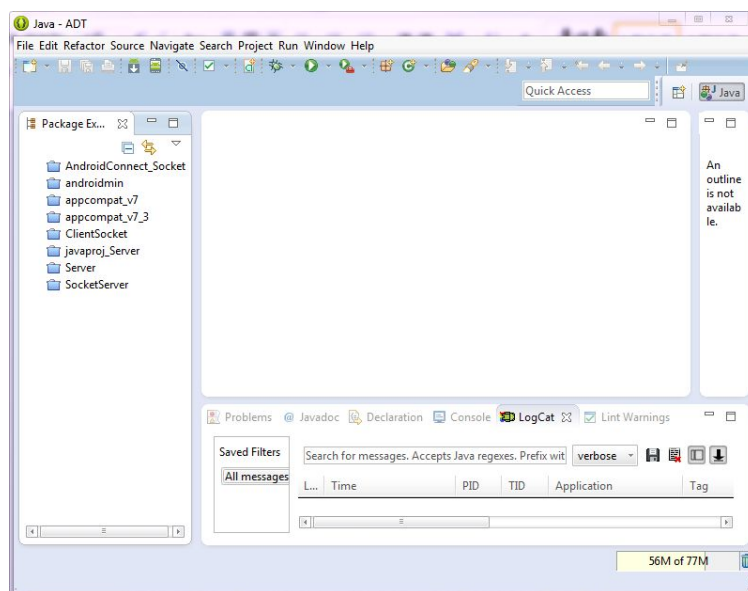 Java - ADT
File Edit Refactor Source Navigate Search Project Run Window Help
Quick Access
Java
Package Ex...
AndroidConnect_Socket
androidmin
appcompat_v7
appcompat_v7_3
ClientSocket
javaproj_Server
Server
SocketServer
An
outline
is not
availab
le.
Problems @ Javadoc Declaration Console LogCat Lint Warnings
Saved Filters
All messages
Search for messages. Accepts Java regexes. Prefix wit verbose
L... Time PID TID Application Tag
56M of 77M